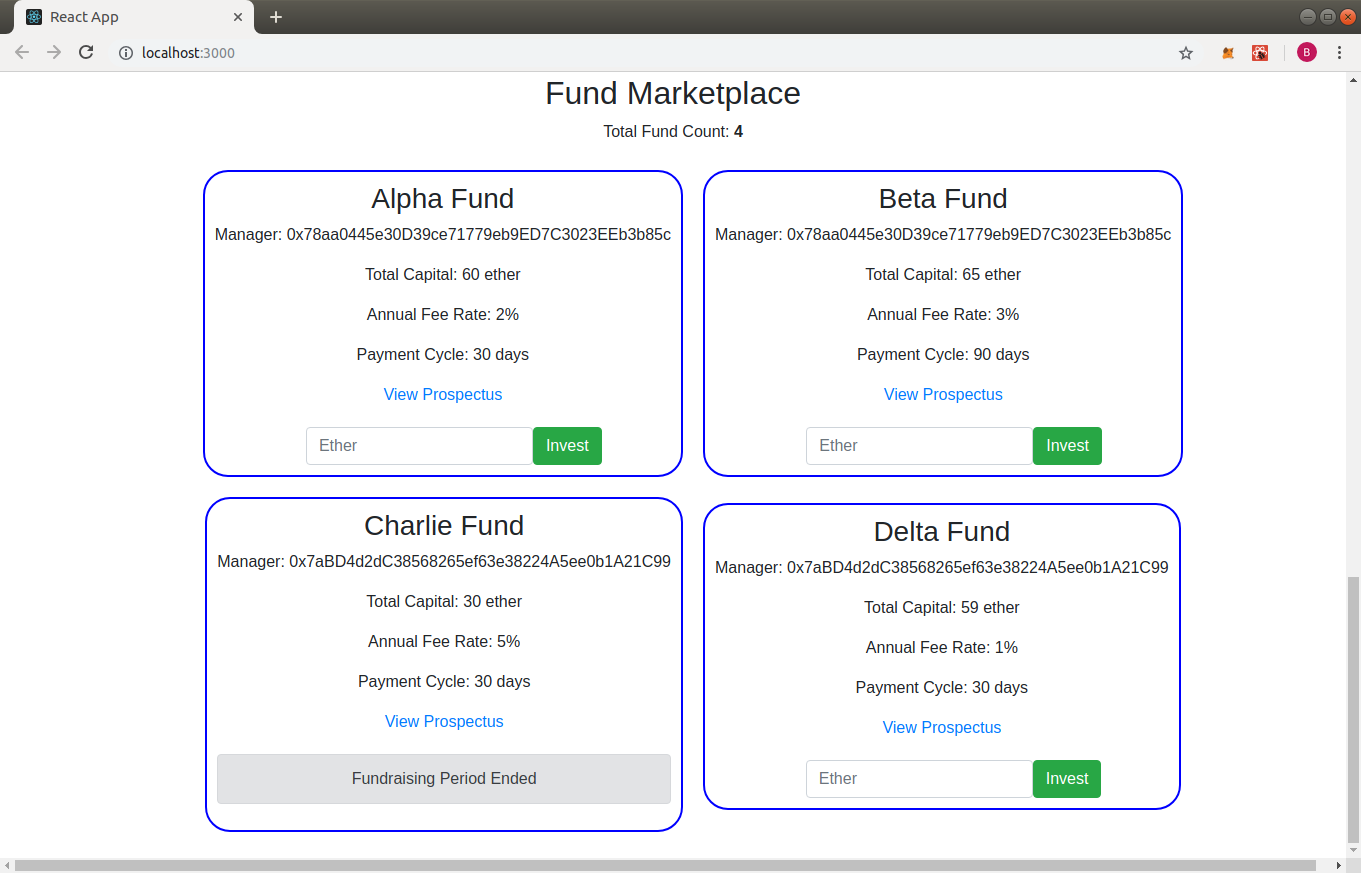 React App
localhost:3000
B
Fund Marketplace
Total Fund Count: 4
Alpha Fund
Manager: 0x78aa0445e30D39ce71779eb9ED7C3023EEb3b85c
Total Capital: 60 ether
Annual Fee Rate: 2%
Payment Cycle: 30 days
View Prospectus
Ether
Invest
Beta Fund
Manager: 0x78aa0445e30D39ce71779eb9ED7C3023EEb3b85c
Total Capital: 65 ether
Annual Fee Rate: 3%
Payment Cycle: 90 days
View Prospectus
Ether
Invest
Charlie Fund
Manager: 0x7aBD4d2dC38568265ef63e38224A5ee0b1A21C99
Total Capital: 30 ether
Annual Fee Rate: 5%
Payment Cycle: 30 days
View Prospectus
Fundraising Period Ended
Delta Fund
Manager: 0x7aBD4d2dC38568265ef63e38224A5ee0b1A21C99
Total Capital: 59 ether
Annual Fee Rate: 1%
Payment Cycle: 30 days
View Prospectus
Ether
Invest